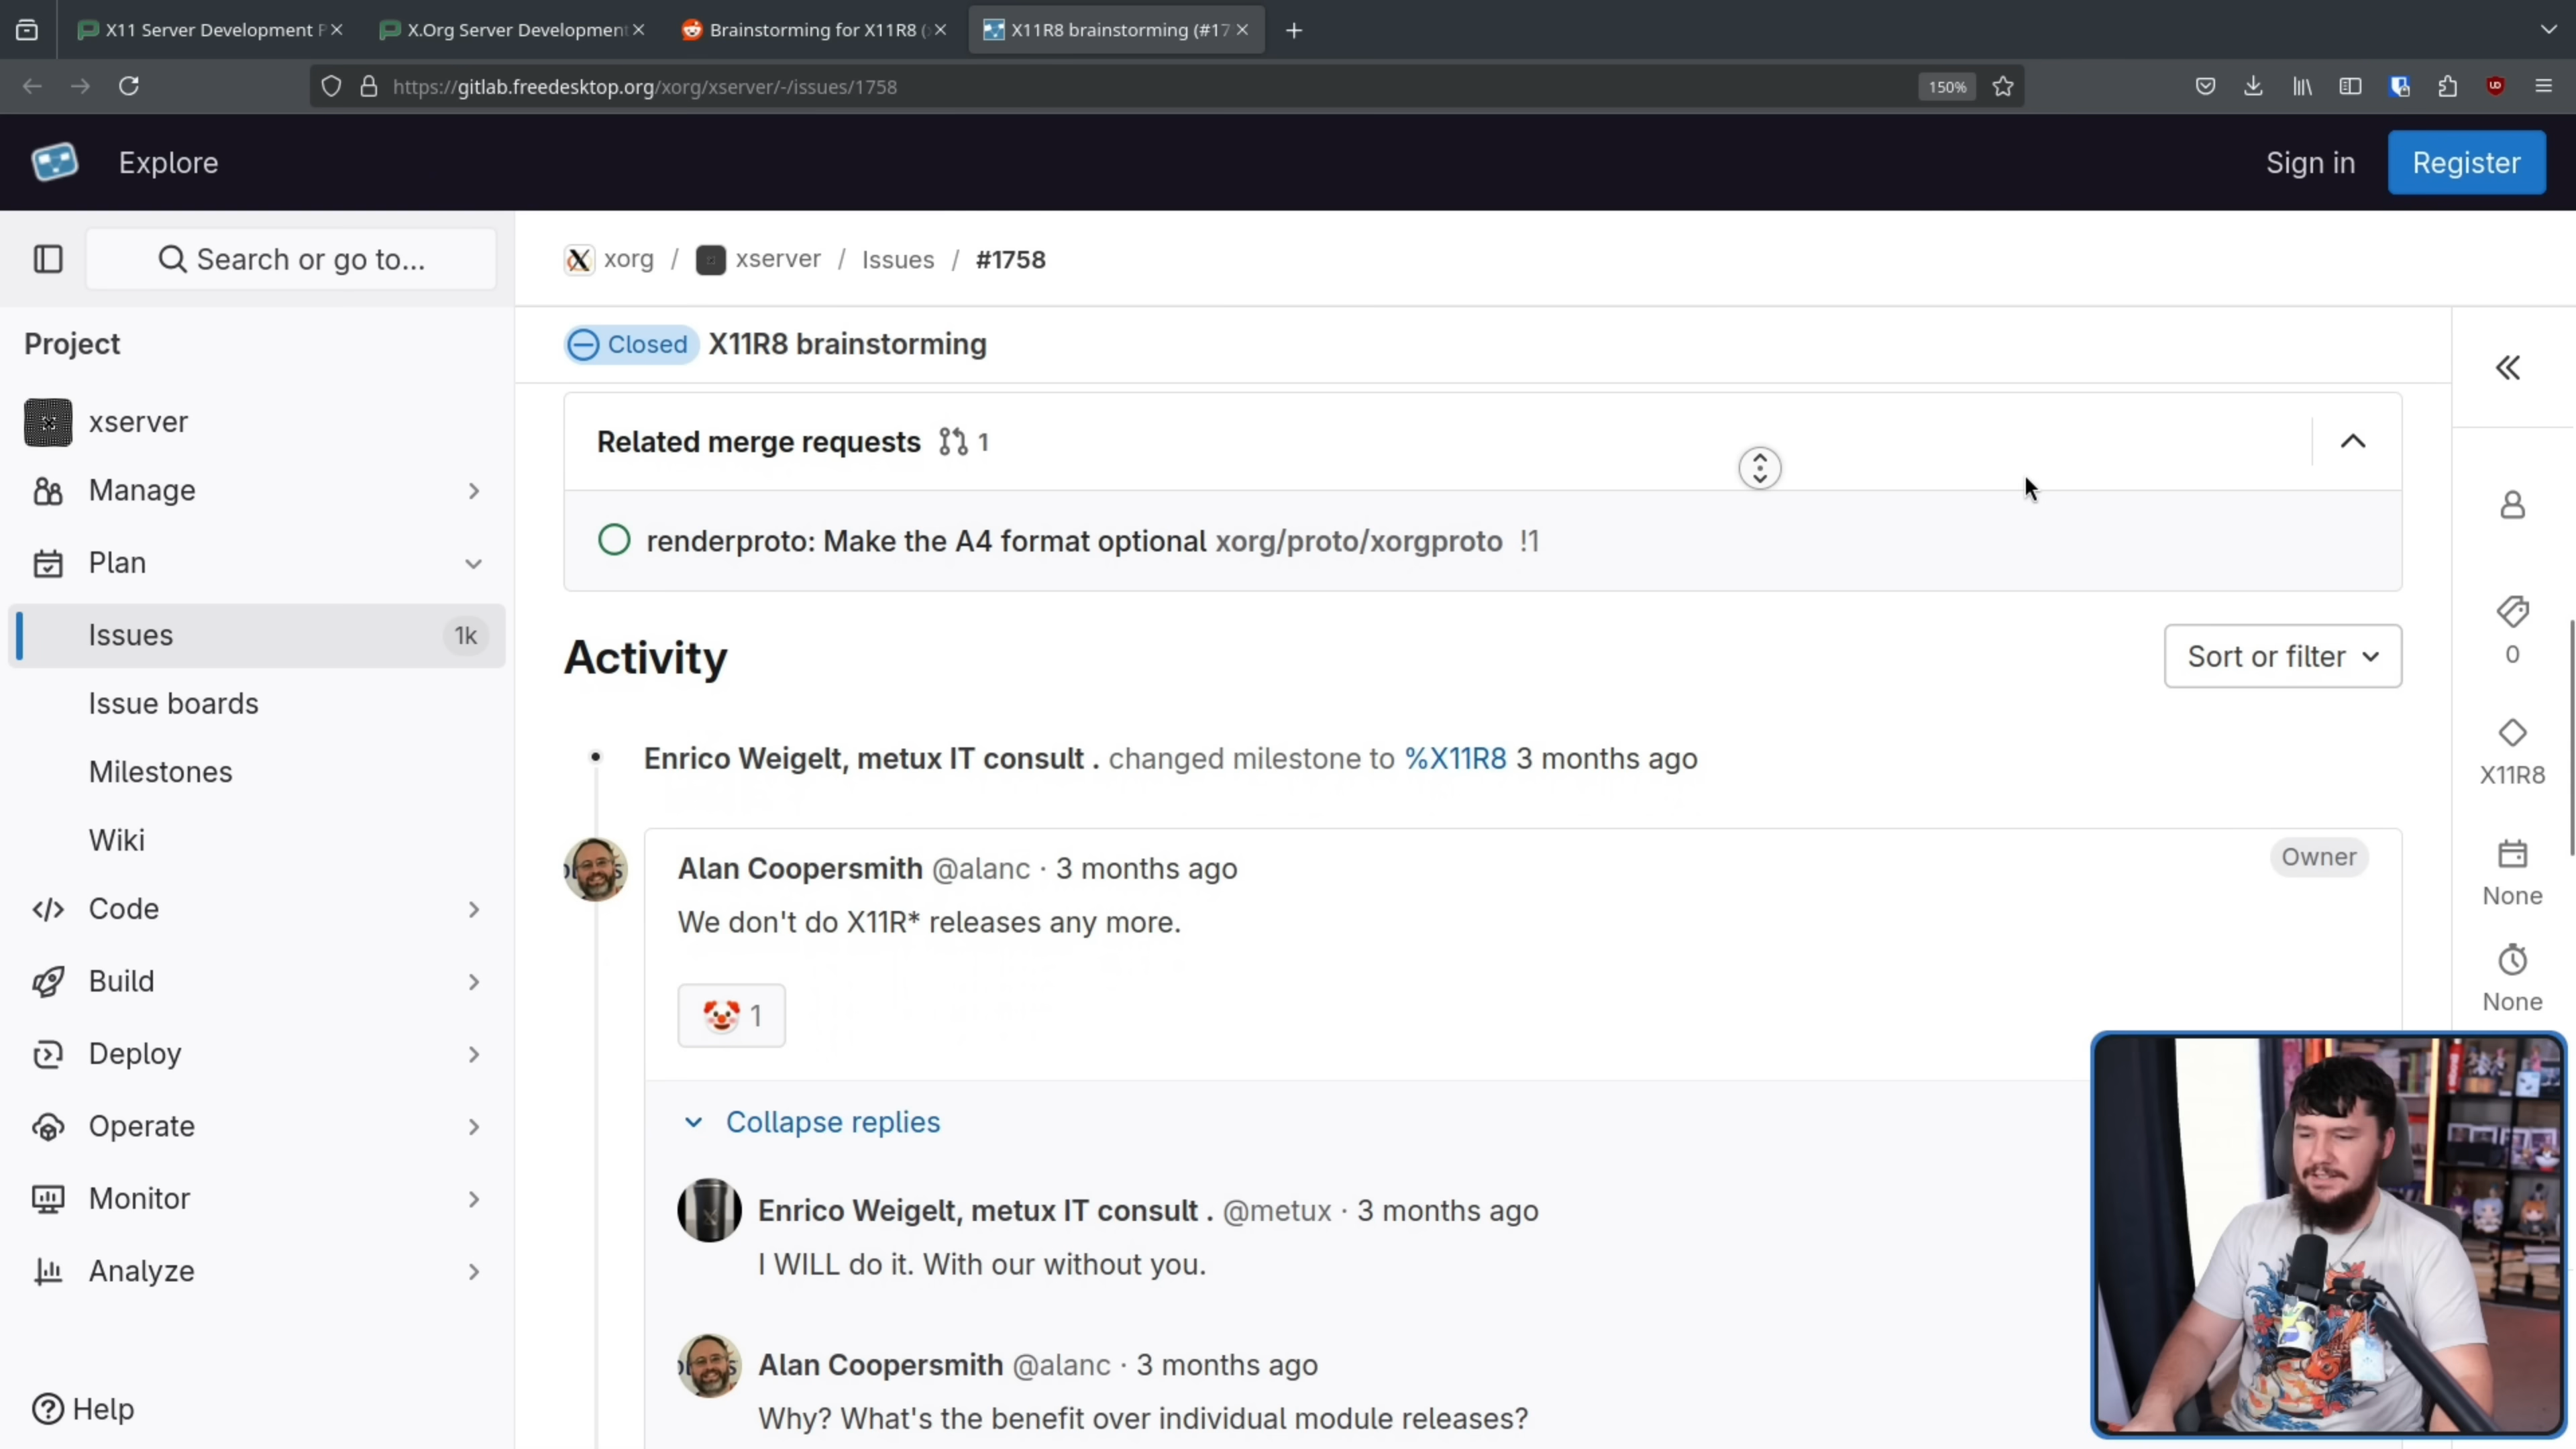 X11 Server Development P
X.Org Server Development
Brainstorming for X11R8 (
X11R8 brainstorming (#17
https://gitlab.freedesktop.org/xorg/xserver/-/issues/1758
150%
Explore
Sign in
Register
Search or go to...
xorg / xserver / Issues / #1758
Project
Closed X11R8 brainstorming
xserver
Related merge requests 1
Manage
renderproto: Make the A4 format optional xorg/proto/xorgproto !1
Plan
Issues 1k
Activity
Sort or filter
0
Issue boards
Milestones
Enrico Weigelt, metux IT consult . changed milestone to %X11R8 3 months ago
X11R8
Wiki
Alan Coopersmith @alanc · 3 months ago
Owner
None
Code
We don't do X11R* releases any more.
Build
1
None
Deploy
Operate
Collapse replies
Monitor
Enrico Weigelt, metux IT consult . @metux · 3 months ago
Analyze
I WILL do it. With our without you.
Alan Coopersmith @alanc · 3 months ago
Help
Why? What's the benefit over individual module releases?